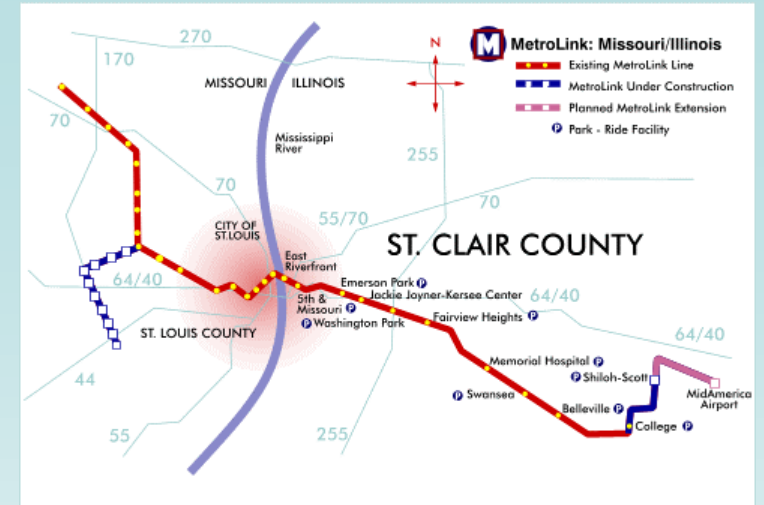 M MetroLink: Missouri/Illinois
Existing MetroLink Line
MetroLink Under Construction
Planned MetroLink Extension
P Park - Ride Facility
N
270
170
MISSOURI
ILLINOIS
70
Mississippi
River
255
70
70
55/70
CITY OF
ST.LOUIS
ST. CLAIR COUNTY
East
Riverfront
64/40
Emerson Park P
Jackie Joyner-Kersee Center
64/40
5th &
Missouri P
P Washington Park
Fairview Heights P
ST. LOUIS COUNTY
64/40
Memorial Hospital P
P Shiloh-Scott
44
P Swansea
MidAmerica
Airport
Belleville P
College P
55
255